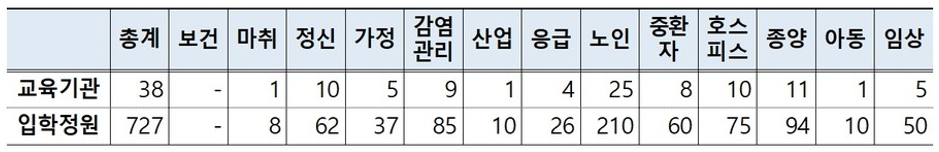 총계 보건 마취 정신 가정 감염관리 산업 응급 노인 중환자 호스피스 종양 아동 임상
교육기관 38 - 1 10 5 9 1 4 25 8 10 11 1 5
입학정원 727 - 8 62 37 85 10 26 210 60 75 94 10 50